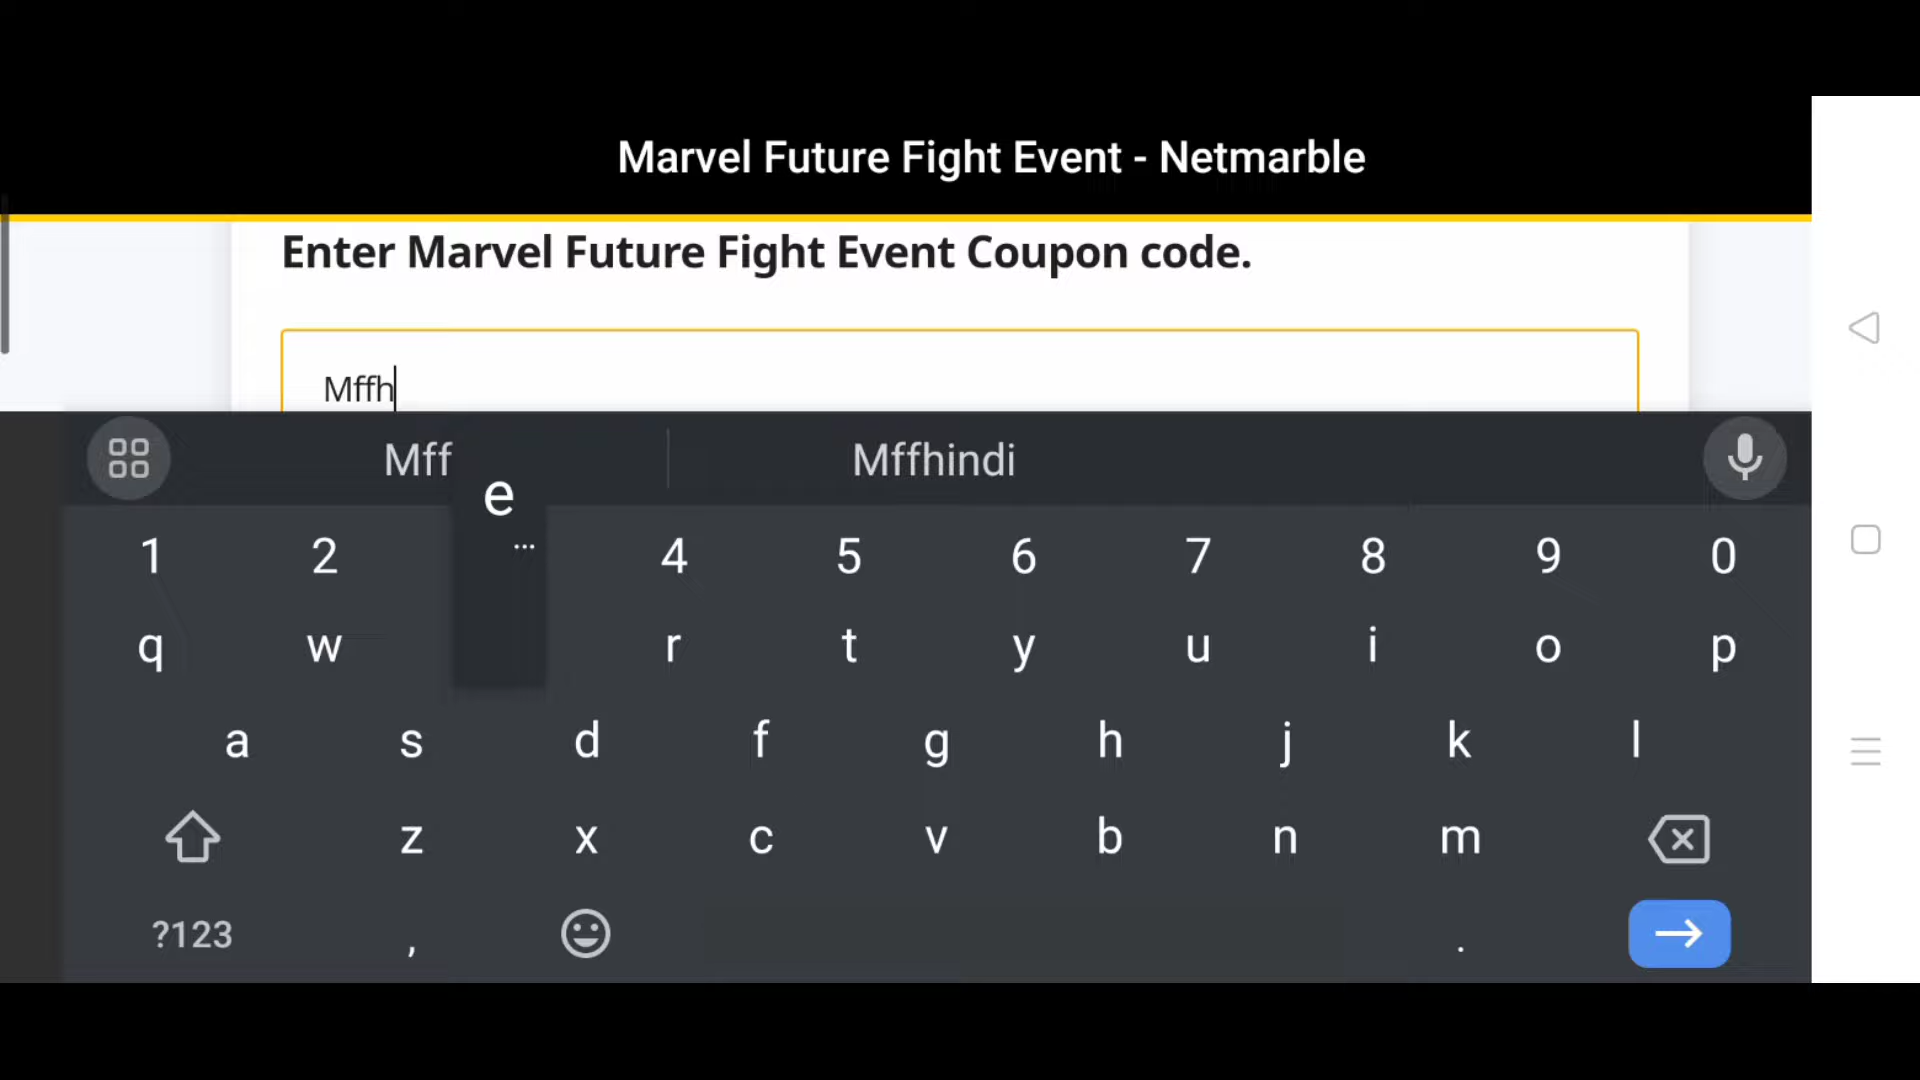 Marvel Future Fight Event - Netmarble
Enter Marvel Future Fight Event Coupon code.
Mffh
Mff Mffhindi
e
...
1 2 4 5 6 7 8 9 0
q w r t y u i o p
a s d f g h j k l
z x c v b n m
?123 , .